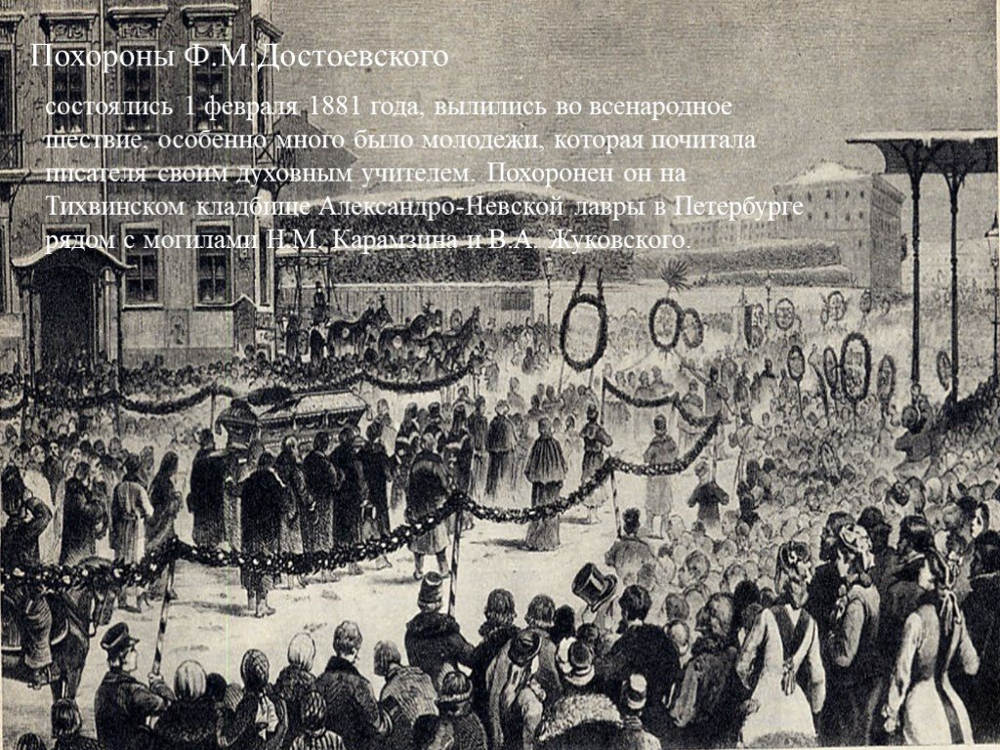 Похороны Ф.М.Достоевского
состоялись 1 февраля 1881 года, вылились во всенародное
шествие, особенно много было молодежи, которая почитала
писателя своим духовным учителем. Похоронен он на
Тихвинском кладбище Александро-Невской лавры в Петербурге
рядом с могилами Н.М. Карамзина и В.А. Жуковского.